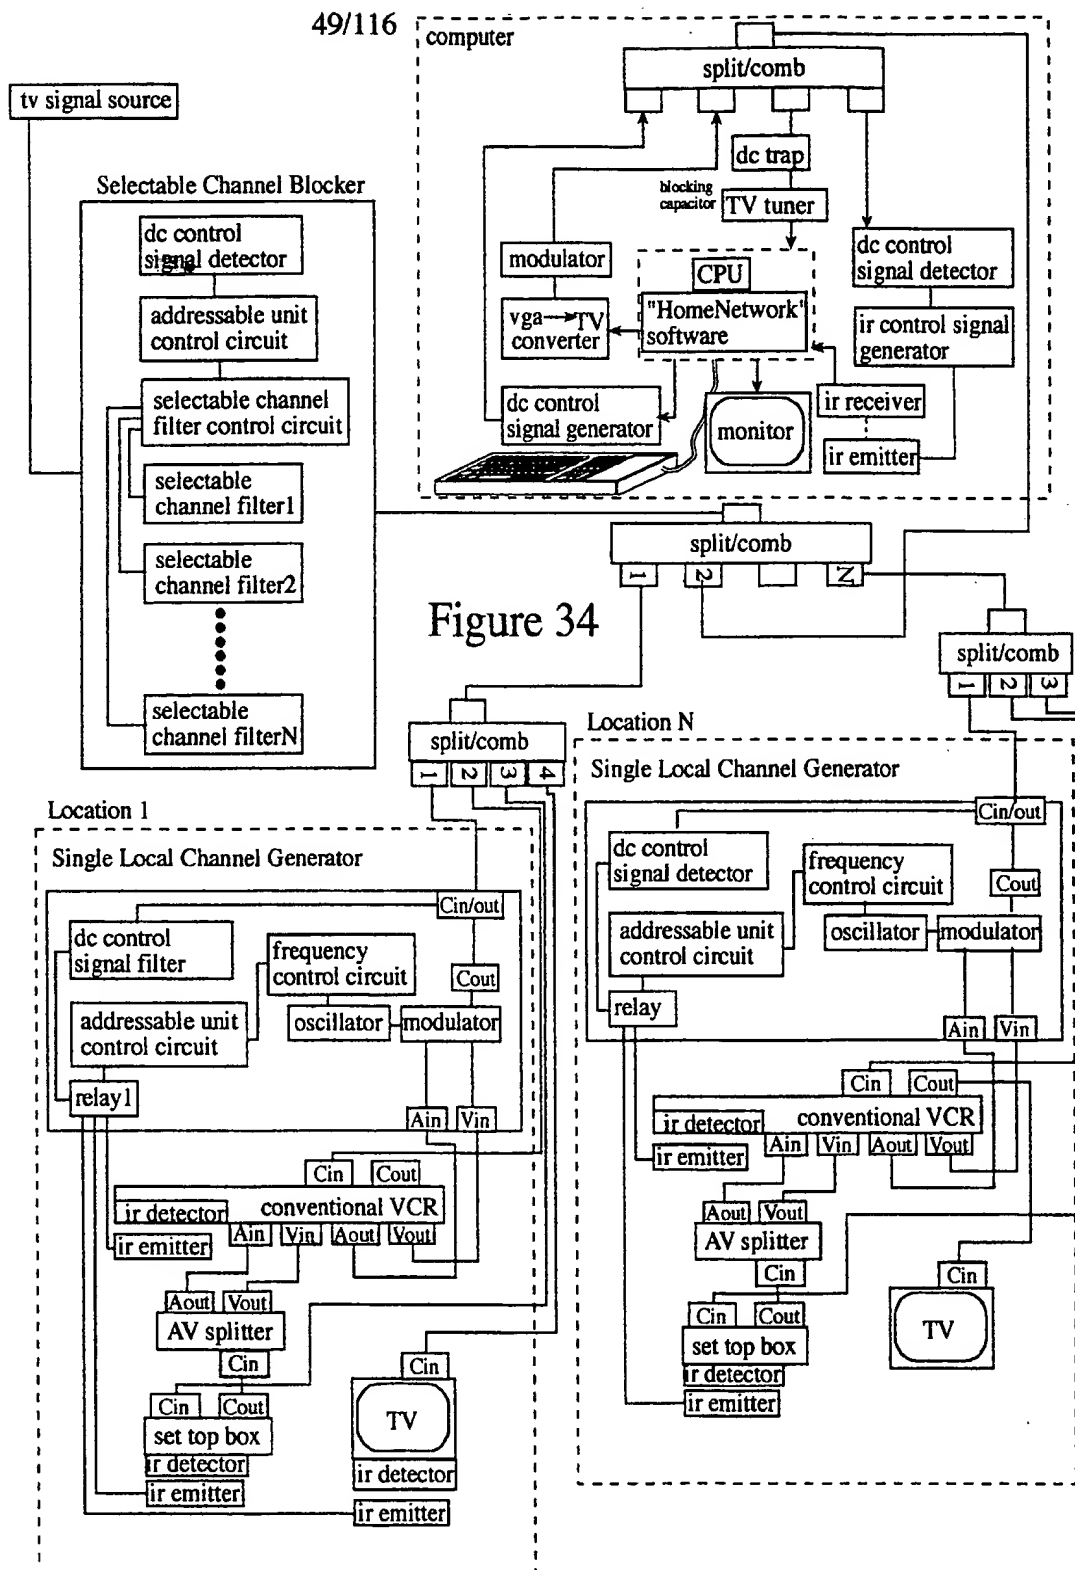 49/116
computer
split/comb
tv signal source
dc trap
blocking
capacitor
TV tuner
Selectable Channel Blocker
dc control
signal detector
addressable unit
control circuit
selectable channel
filter control circuit
selectable
channel filter1
selectable
channel filter2
selectable
channel filterN
modulator
vga→TV
converter
CPU
"HomeNetwork"
software
dc control
signal detector
ir control signal
generator
dc control
signal generator
monitor
ir receiver
ir emitter
split/comb
1
2
N
Figure 34
split/comb
1
2
3
split/comb
1
2
3
4
Location 1
Single Local Channel Generator
Cin/out
dc control
signal filter
frequency
control circuit
Cout
addressable unit
control circuit
oscillator
modulator
relay1
Ain
Vin
Cin
Cout
ir detector
conventional VCR
ir emitter
Ain
Vin
Aout
Vout
Aout
Vout
AV splitter
Cin
Cin
Cout
set top box
ir detector
ir emitter
Cin
TV
ir detector
ir emitter
Location N
Single Local Channel Generator
Cin/out
dc control
signal detector
frequency
control circuit
Cout
addressable unit
control circuit
oscillator
modulator
relay
Ain
Vin
Cin
Cout
conventional VCR
ir detector
ir emitter
Ain
Vin
Aout
Vout
Aout
Vout
AV splitter
Cin
Cin
Cout
set top box
ir detector
ir emitter
Cin
TV